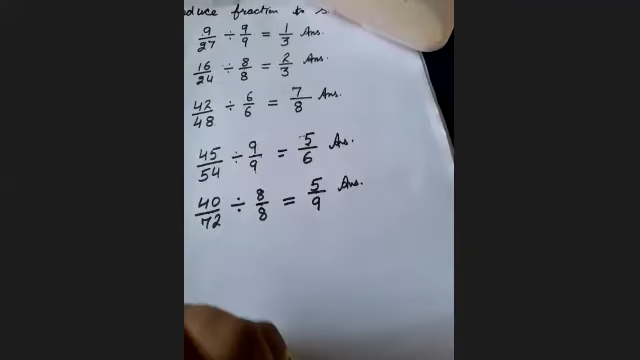 duce fraction to s
9/27 ÷ 9/9 = 1/3 Ans.
16/24 ÷ 8/8 = 2/3 Ans.
42/48 ÷ 6/6 = 7/8 Ans.
45/54 ÷ 9/9 = 5/6 Ans.
40/72 ÷ 8/8 = 5/9 Ans.